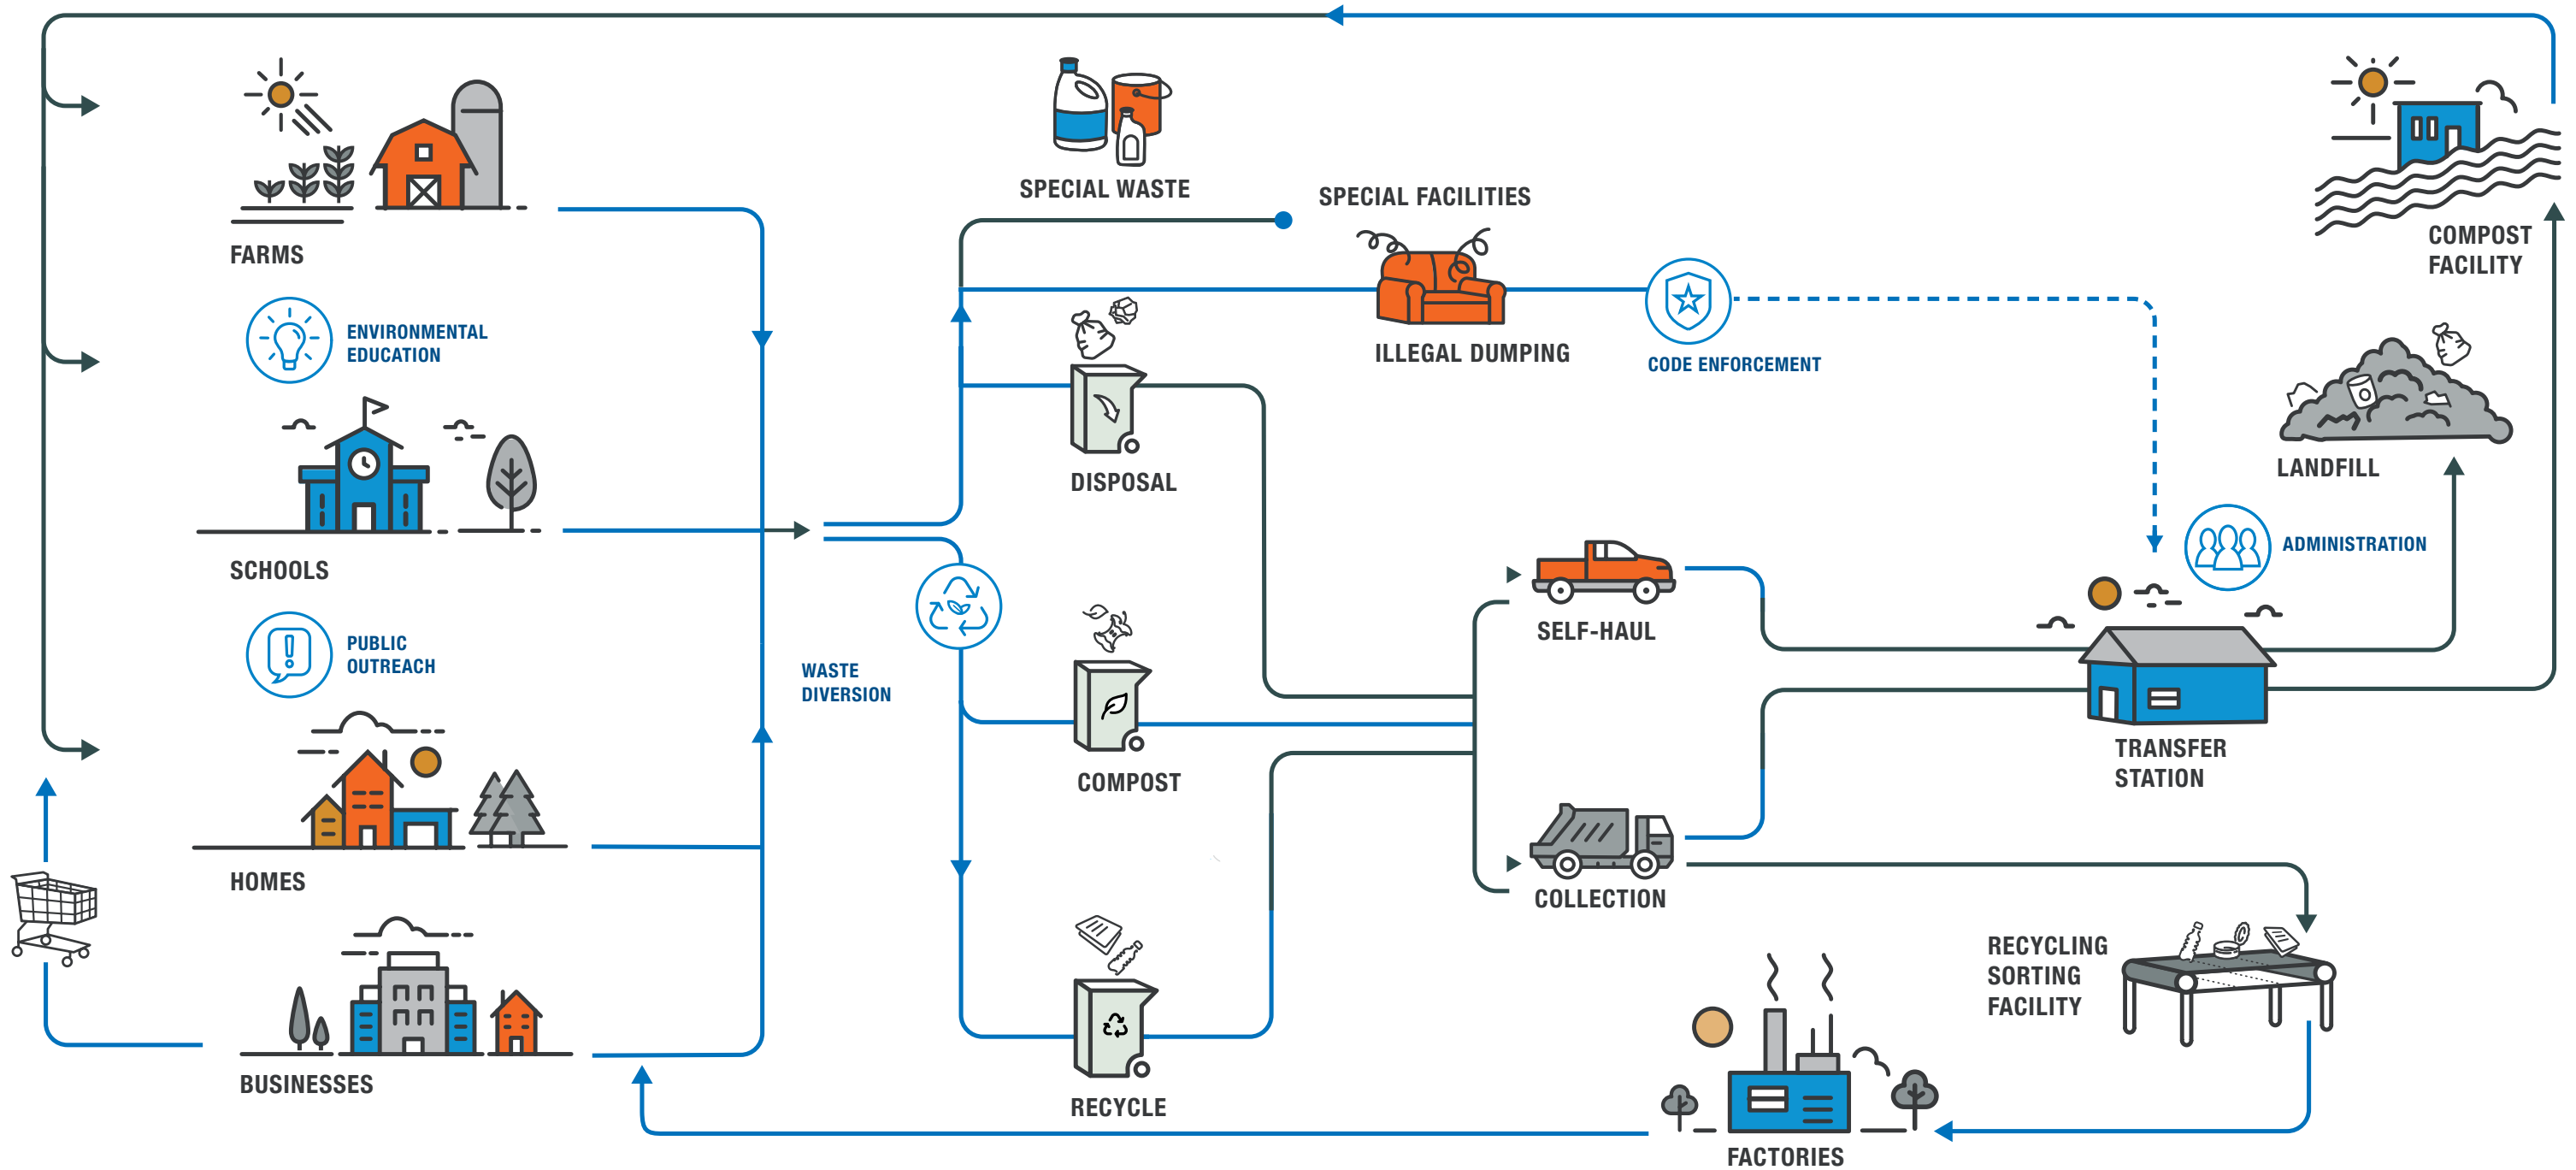 SPECIAL WASTE
SPECIAL FACILITIES
FARMS
COMPOST
FACILITY
ENVIRONMENTAL
EDUCATION
ILLEGAL DUMPING
CODE ENFORCEMENT
LANDFILL
DISPOSAL
SCHOOLS
ADMINISTRATION
SELF-HAUL
PUBLIC
OUTREACH
WASTE
DIVERSION
COMPOST
TRANSFER
STATION
HOMES
COLLECTION
RECYCLING
SORTING
FACILITY
BUSINESSES
RECYCLE
FACTORIES